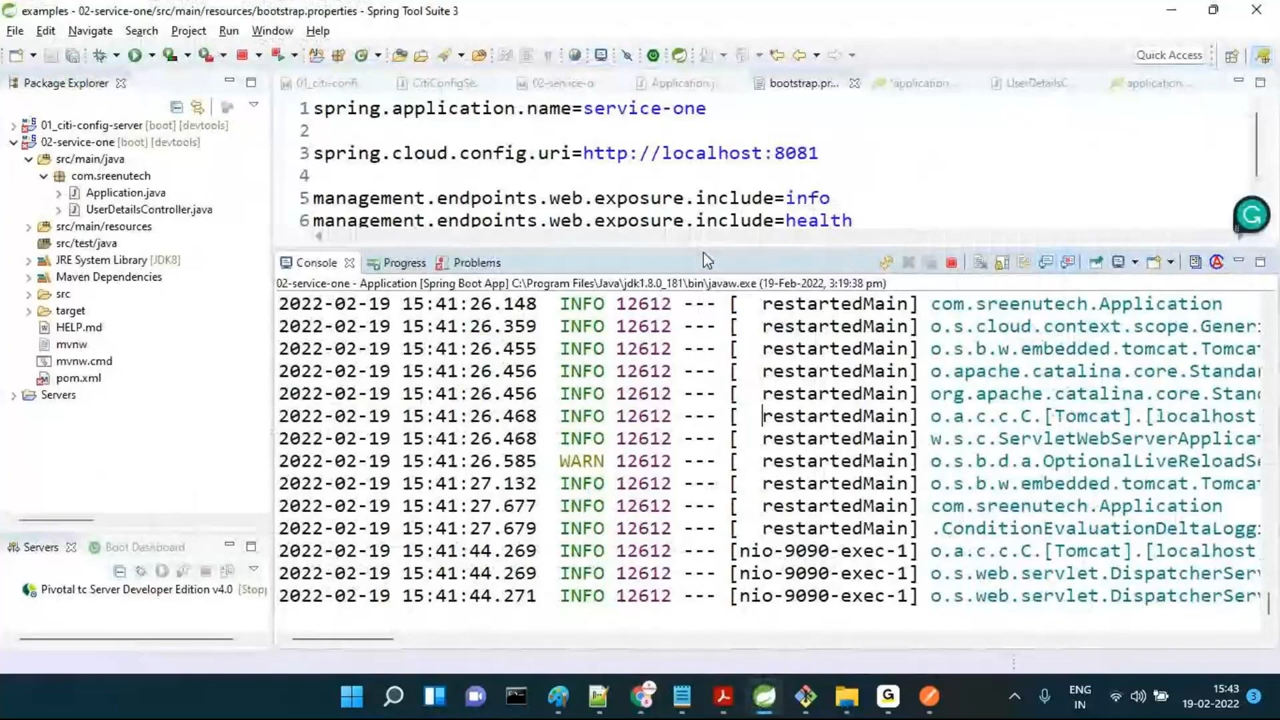 examples - 02-service-one/src/main/resources/bootstrap.properties - Spring Tool Suite 3
File Edit Navigate Search Project Run Window Help
Quick Access
Package Explorer
01_citi-confi
CitiConfigSe
02-service-o
Application.j
bootstrap.pr...
*application
UserDetailsC
application....
01_citi-config-server [boot] [devtools]
02-service-one [boot] [devtools]
src/main/java
com.sreenutech
Application.java
UserDetailsController.java
src/main/resources
src/test/java
JRE System Library [JDK8]
Maven Dependencies
src
target
HELP.md
mvnw
mvnw.cmd
pom.xml
Servers
1 spring.application.name=service-one
2
3 spring.cloud.config.uri=http://localhost:8081
4
5 management.endpoints.web.exposure.include=info
6 management.endpoints.web.exposure.include=health
Console Progress Problems
02-service-one - Application [Spring Boot App] C:\Program Files\Java\jdk1.8.0_181\bin\javaw.exe (19-Feb-2022, 3:19:38 pm)
2022-02-19 15:41:26.148 INFO 12612 --- [ restartedMain] com.sreenutech.Application
2022-02-19 15:41:26.359 INFO 12612 --- [ restartedMain] o.s.cloud.context.scope.Gener
2022-02-19 15:41:26.455 INFO 12612 --- [ restartedMain] o.s.b.w.embedded.tomcat.Tomca
2022-02-19 15:41:26.456 INFO 12612 --- [ restartedMain] o.apache.catalina.core.Standa
2022-02-19 15:41:26.456 INFO 12612 --- [ restartedMain] org.apache.catalina.core.Stan
2022-02-19 15:41:26.468 INFO 12612 --- [ restartedMain] o.a.c.c.C.[Tomcat].[localhost
2022-02-19 15:41:26.468 INFO 12612 --- [ restartedMain] w.s.c.ServletWebServerApplicat
2022-02-19 15:41:26.585 WARN 12612 --- [ restartedMain] o.s.b.d.a.OptionalLiveReloadSe
2022-02-19 15:41:27.132 INFO 12612 --- [ restartedMain] o.s.b.w.embedded.tomcat.Tomca
2022-02-19 15:41:27.677 INFO 12612 --- [ restartedMain] com.sreenutech.Application
2022-02-19 15:41:27.679 INFO 12612 --- [ restartedMain] .ConditionEvaluationDeltaLogg
2022-02-19 15:41:44.269 INFO 12612 --- [nio-9090-exec-1] o.a.c.c.C.[Tomcat].[localhost
2022-02-19 15:41:44.269 INFO 12612 --- [nio-9090-exec-1] o.s.web.servlet.DispatcherSer
2022-02-19 15:41:44.271 INFO 12612 --- [nio-9090-exec-1] o.s.web.servlet.DispatcherSer
Servers Boot Dashboard
Pivotal tc Server Developer Edition v4.0 [Stop
ENG
IN
15:43
19-02-2022
3